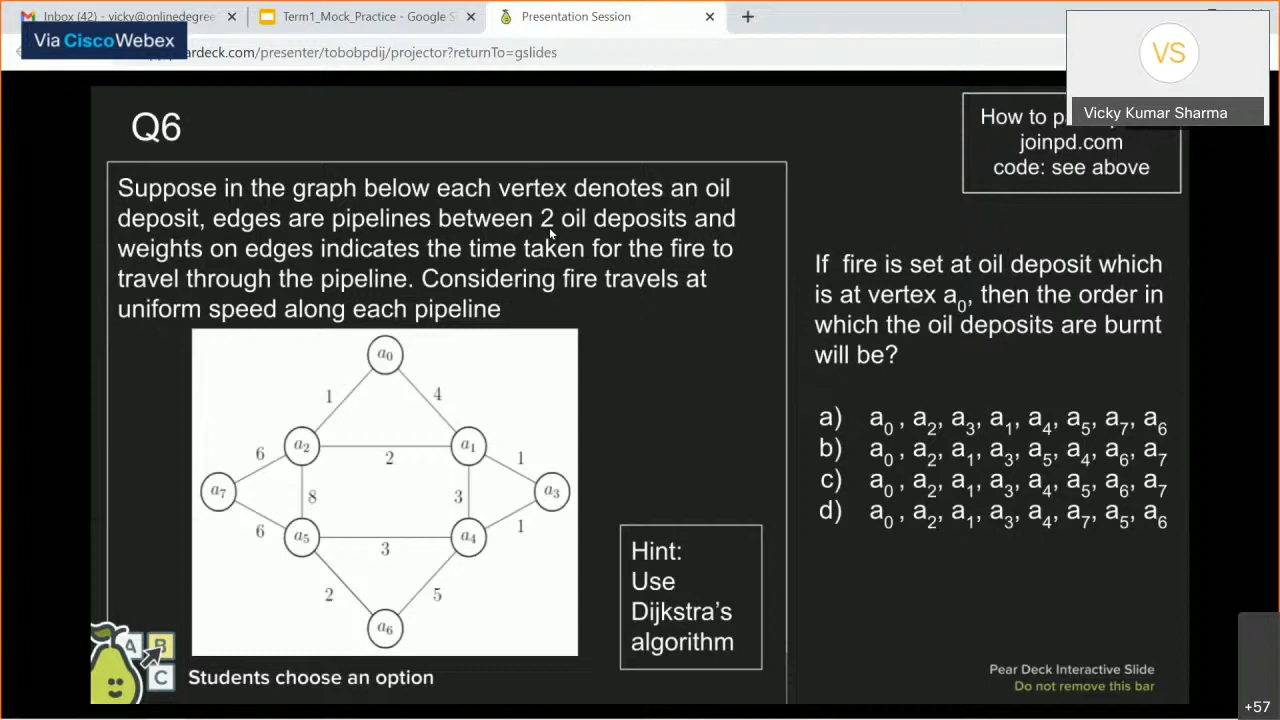 Inbox (42) - vicky@onlinedegree
Term1_Mock_Practice - Google S
Presentation Session
Via Cisco Webex
deck.com/presenter/tobobpdij/projector?returnTo=gslides
VS
Vicky Kumar Sharma
Q6
How to
joinpd.com
code: see above
Suppose in the graph below each vertex denotes an oil
deposit, edges are pipelines between 2 oil deposits and
weights on edges indicates the time taken for the fire to
travel through the pipeline. Considering fire travels at
uniform speed along each pipeline
If fire is set at oil deposit which
is at vertex a0, then the order in
which the oil deposits are burnt
will be?
a) a0 , a2, a3, a1, a4, a5, a7, a6
b) a0 , a2, a1, a3, a5, a4, a6, a7
c) a0 , a2, a1, a3, a4, a5, a6, a7
d) a0 , a2, a1, a3, a4, a7, a5, a6
a0
1 4
a2 a1
6 2 1
a7 8 3 a3
6 1
a5 a4
3
2 5
a6
Hint:
Use
Dijkstra's
algorithm
A B
C
Students choose an option
Pear Deck Interactive Slide
Do not remove this bar
+57